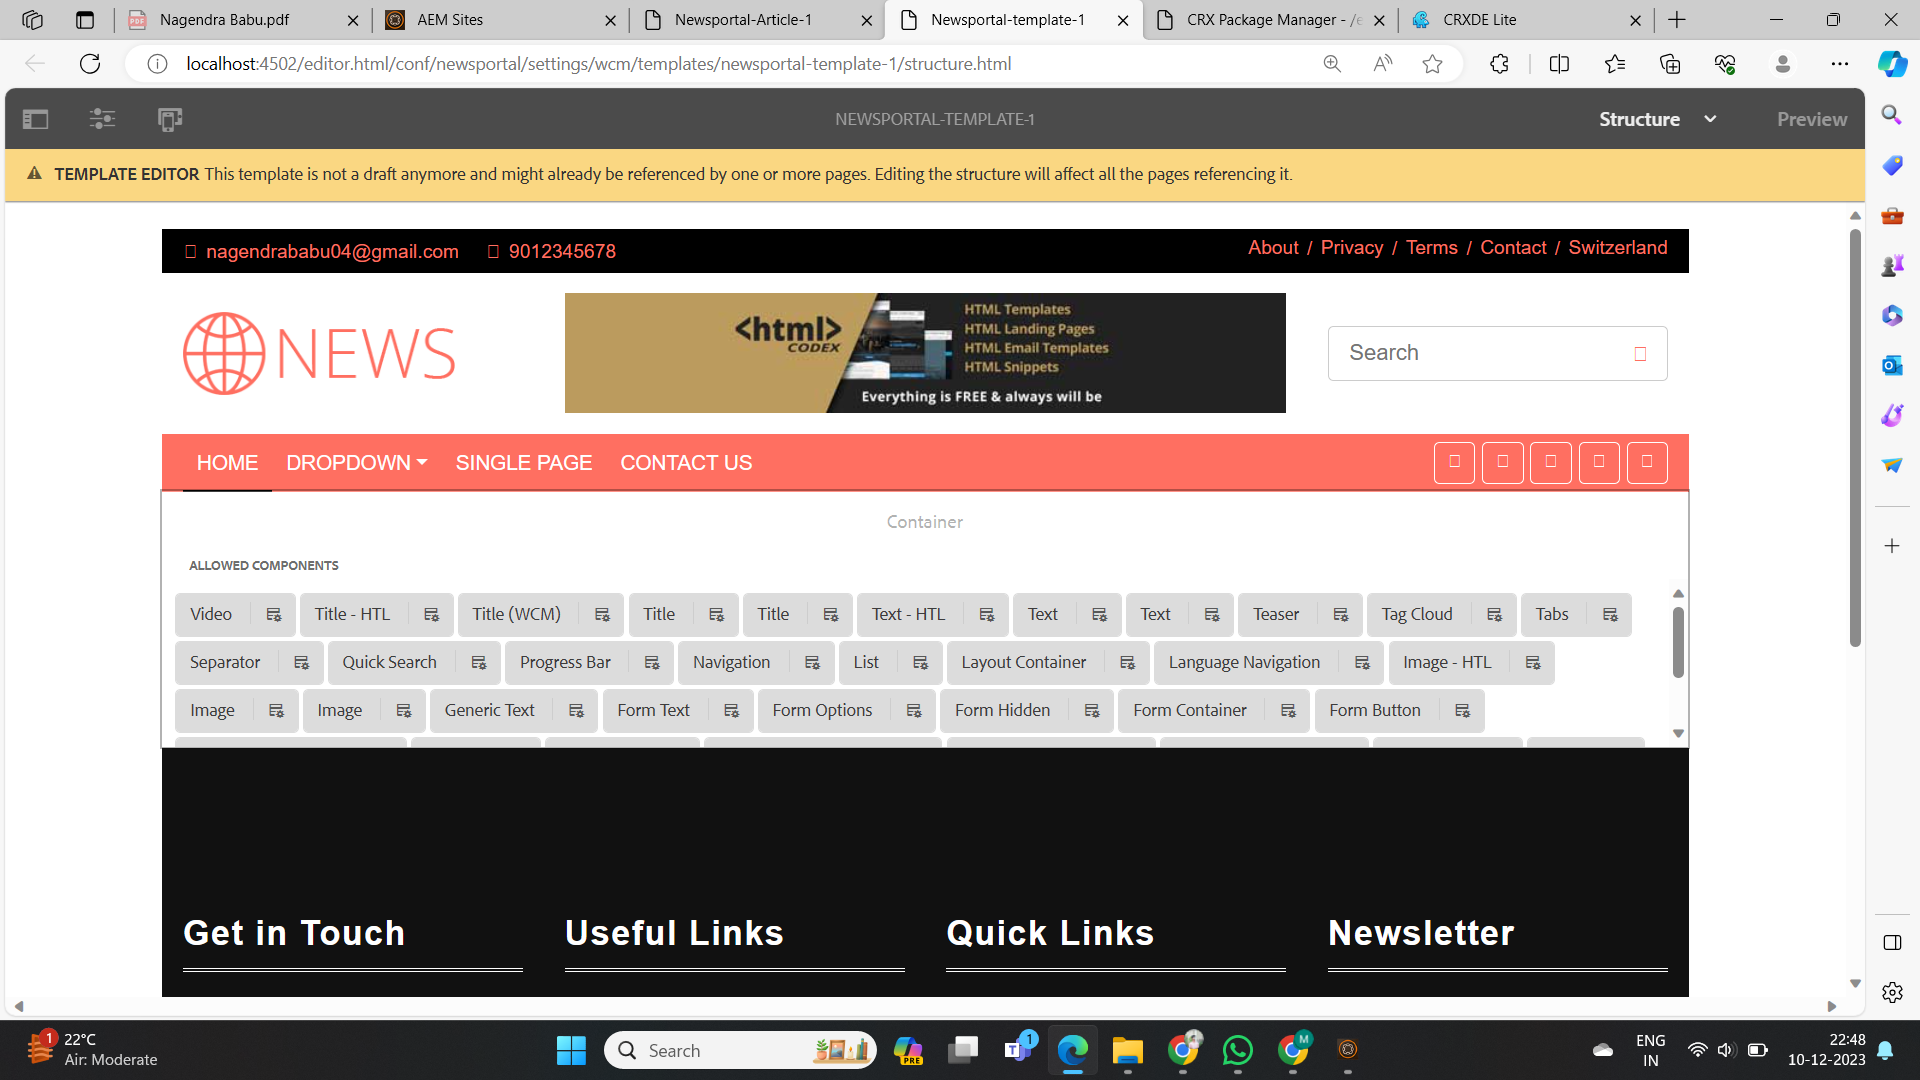 Nagendra Babu.pdf
AEM Sites
Newsportal-Article-1
Newsportal-template-1
CRX Package Manager - /e
CRXDE Lite
localhost:4502/editor.html/conf/newsportal/settings/wcm/templates/newsportal-template-1/structure.html
NEWSPORTAL-TEMPLATE-1
Structure
Preview
TEMPLATE EDITOR This template is not a draft anymore and might already be referenced by one or more pages. Editing the structure will affect all the pages referencing it.
nagendrababu04@gmail.com 9012345678
About / Privacy / Terms / Contact / Switzerland
NEWS
<html>
CODEX
HTML Templates
HTML Landing Pages
HTML Email Templates
HTML Snippets
Everything is FREE & always will be
Search
HOME DROPDOWN SINGLE PAGE CONTACT US
Container
ALLOWED COMPONENTS
Video Title - HTL Title (WCM) Title Title Text - HTL Text Text Teaser Tag Cloud Tabs
Separator Quick Search Progress Bar Navigation List Layout Container Language Navigation Image - HTL
Image Image Generic Text Form Text Form Options Form Hidden Form Container Form Button
Get in Touch Useful Links Quick Links Newsletter
1
22°C
Air: Moderate
Search
PRE
1
M
ENG
IN
22:48
10-12-2023